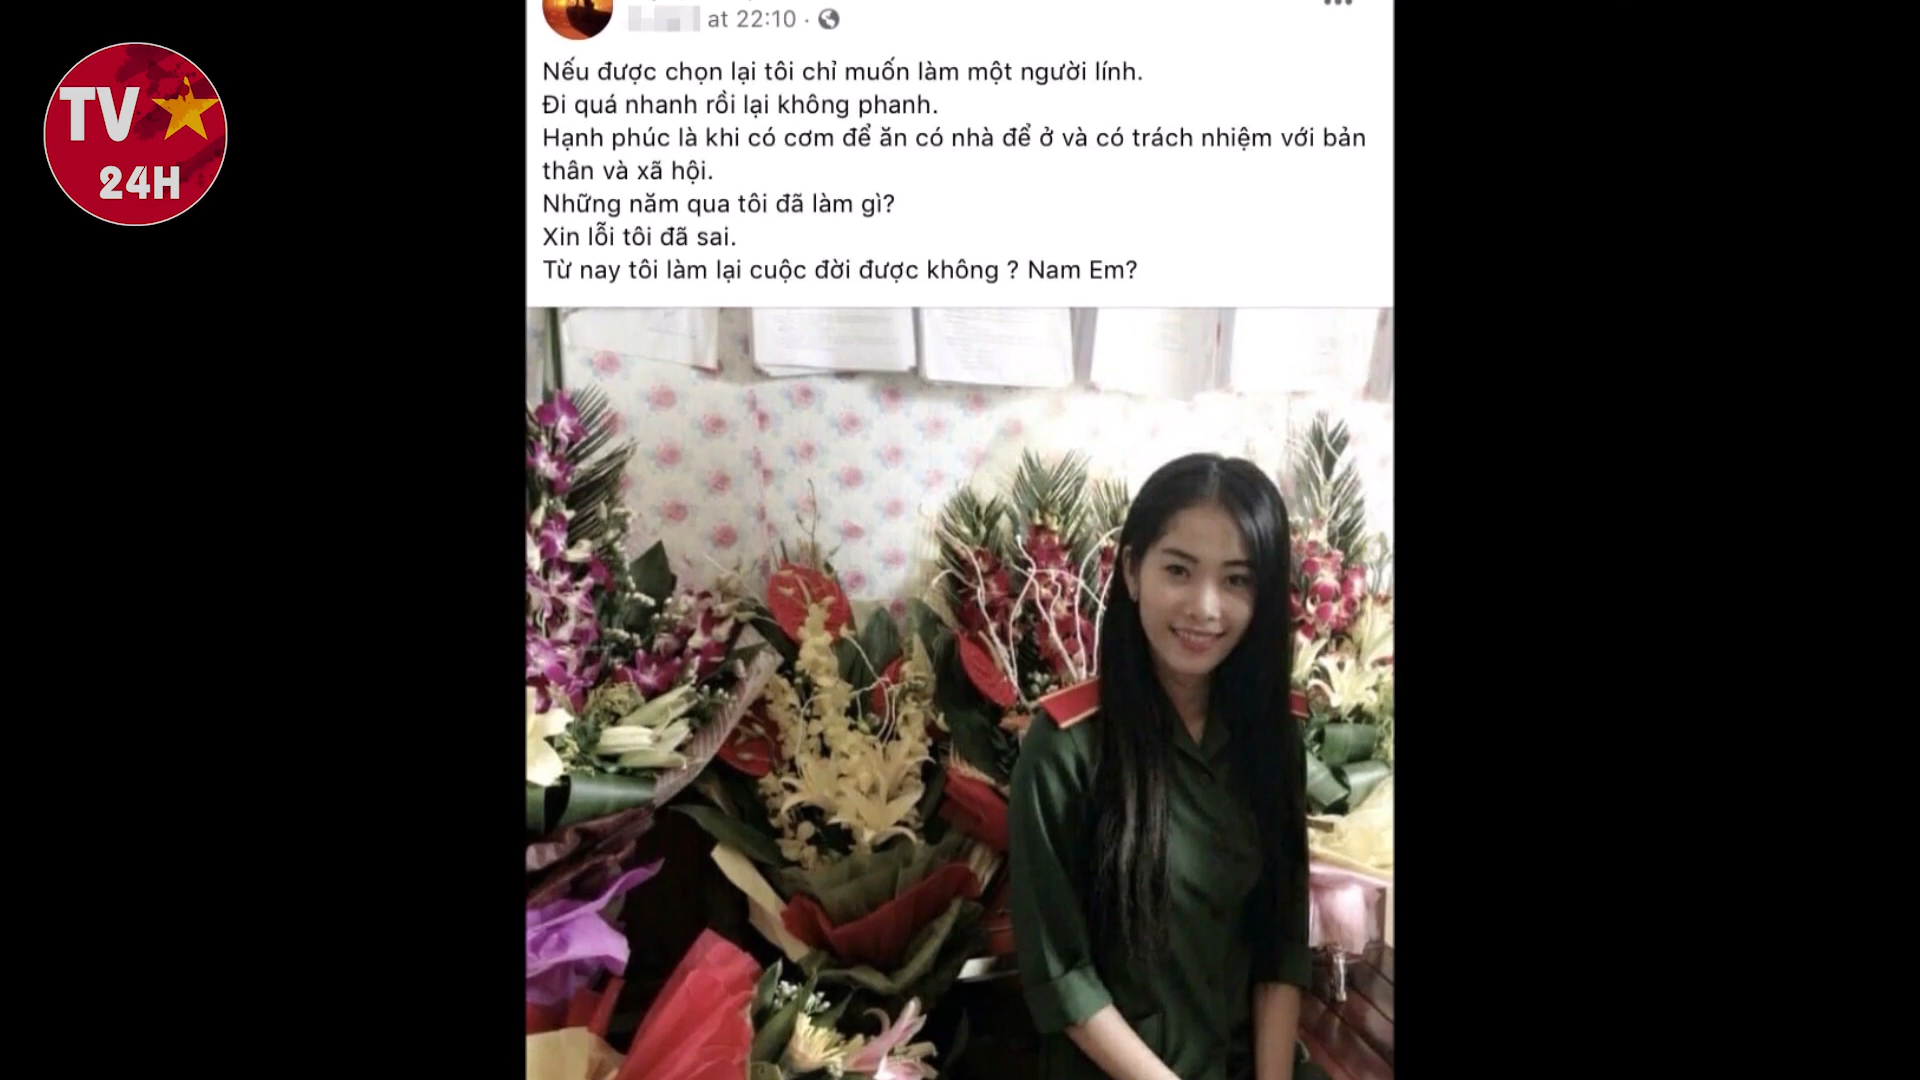 at 22:10 ·
TV
24H
Nếu được chọn lại tôi chỉ muốn làm một người lính.
Đi quá nhanh rồi lại không phanh.
Hạnh phúc là khi có cơm để ăn có nhà để ở và có trách nhiệm với bản
thân và xã hội.
Những năm qua tôi đã làm gì?
Xin lỗi tôi đã sai.
Từ nay tôi làm lại cuộc đời được không ? Nam Em?